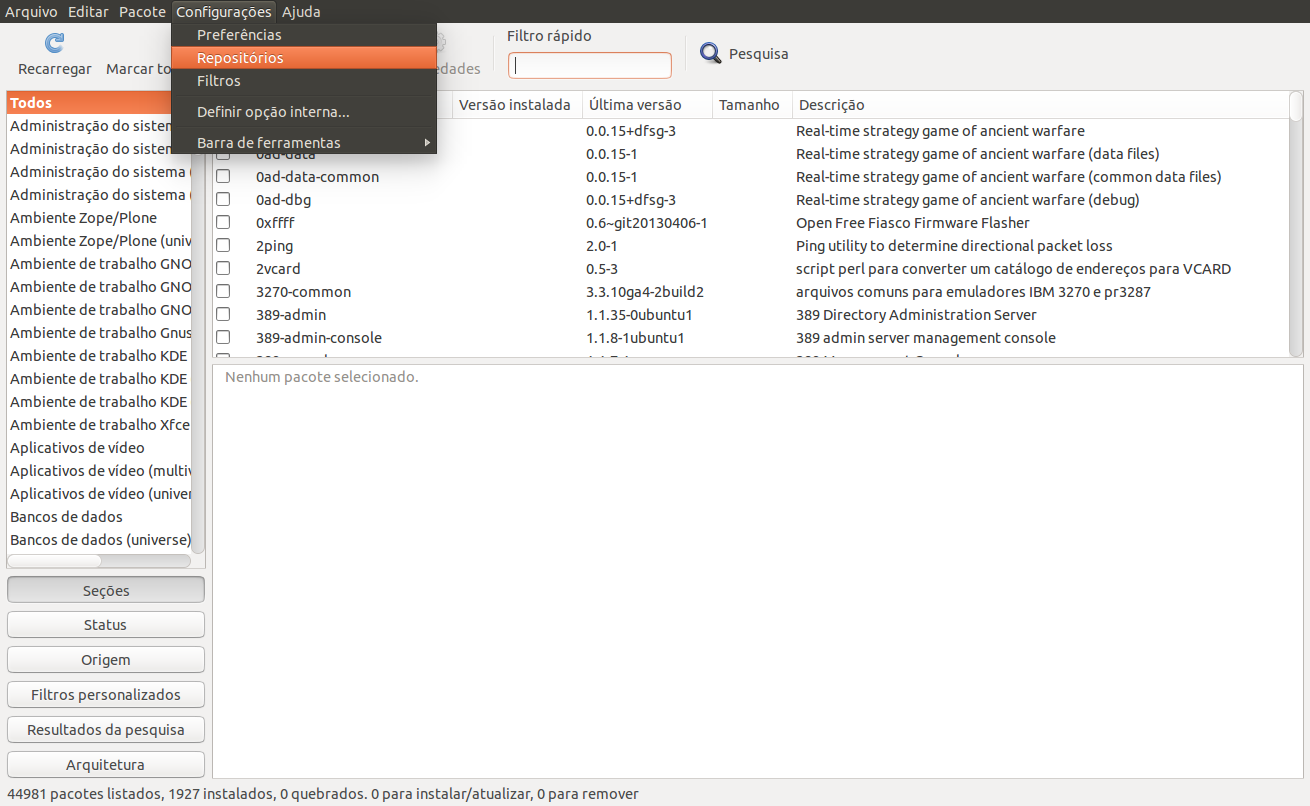 Arquivo Editar Pacote Configurações Ajuda
Preferências
Repositórios
Filtros
Definir opção interna...
Barra de ferramentas
Recarregar Marcar to edades
Filtro rápido
Pesquisa
Versão instalada Última versão Tamanho Descrição
0.0.15+dfsg-3 Real-time strategy game of ancient warfare
0ad-data 0.0.15-1 Real-time strategy game of ancient warfare (data files)
0ad-data-common 0.0.15-1 Real-time strategy game of ancient warfare (common data files)
0ad-dbg 0.0.15+dfsg-3 Real-time strategy game of ancient warfare (debug)
0xffff 0.6~git20130406-1 Open Free Fiasco Firmware Flasher
2ping 2.0-1 Ping utility to determine directional packet loss
2vcard 0.5-3 script perl para converter um catálogo de endereços para VCARD
3270-common 3.3.10ga4-2build2 arquivos comuns para emuladores IBM 3270 e pr3287
389-admin 1.1.35-0ubuntu1 389 Directory Administration Server
389-admin-console 1.1.8-1ubuntu1 389 admin server management console
Todos
Administração do sistem
Administração do sistem
Administração do sistema (
Administração do sistema (
Ambiente Zope/Plone
Ambiente Zope/Plone (univ
Ambiente de trabalho GNO
Ambiente de trabalho GNO
Ambiente de trabalho GNO
Ambiente de trabalho Gnus
Ambiente de trabalho KDE
Ambiente de trabalho KDE
Ambiente de trabalho KDE
Ambiente de trabalho Xfce
Aplicativos de vídeo
Aplicativos de vídeo (multiv
Aplicativos de vídeo (univer
Bancos de dados
Bancos de dados (universe)
Nenhum pacote selecionado.
Seções
Status
Origem
Filtros personalizados
Resultados da pesquisa
Arquitetura
44981 pacotes listados, 1927 instalados, 0 quebrados. 0 para instalar/atualizar, 0 para remover